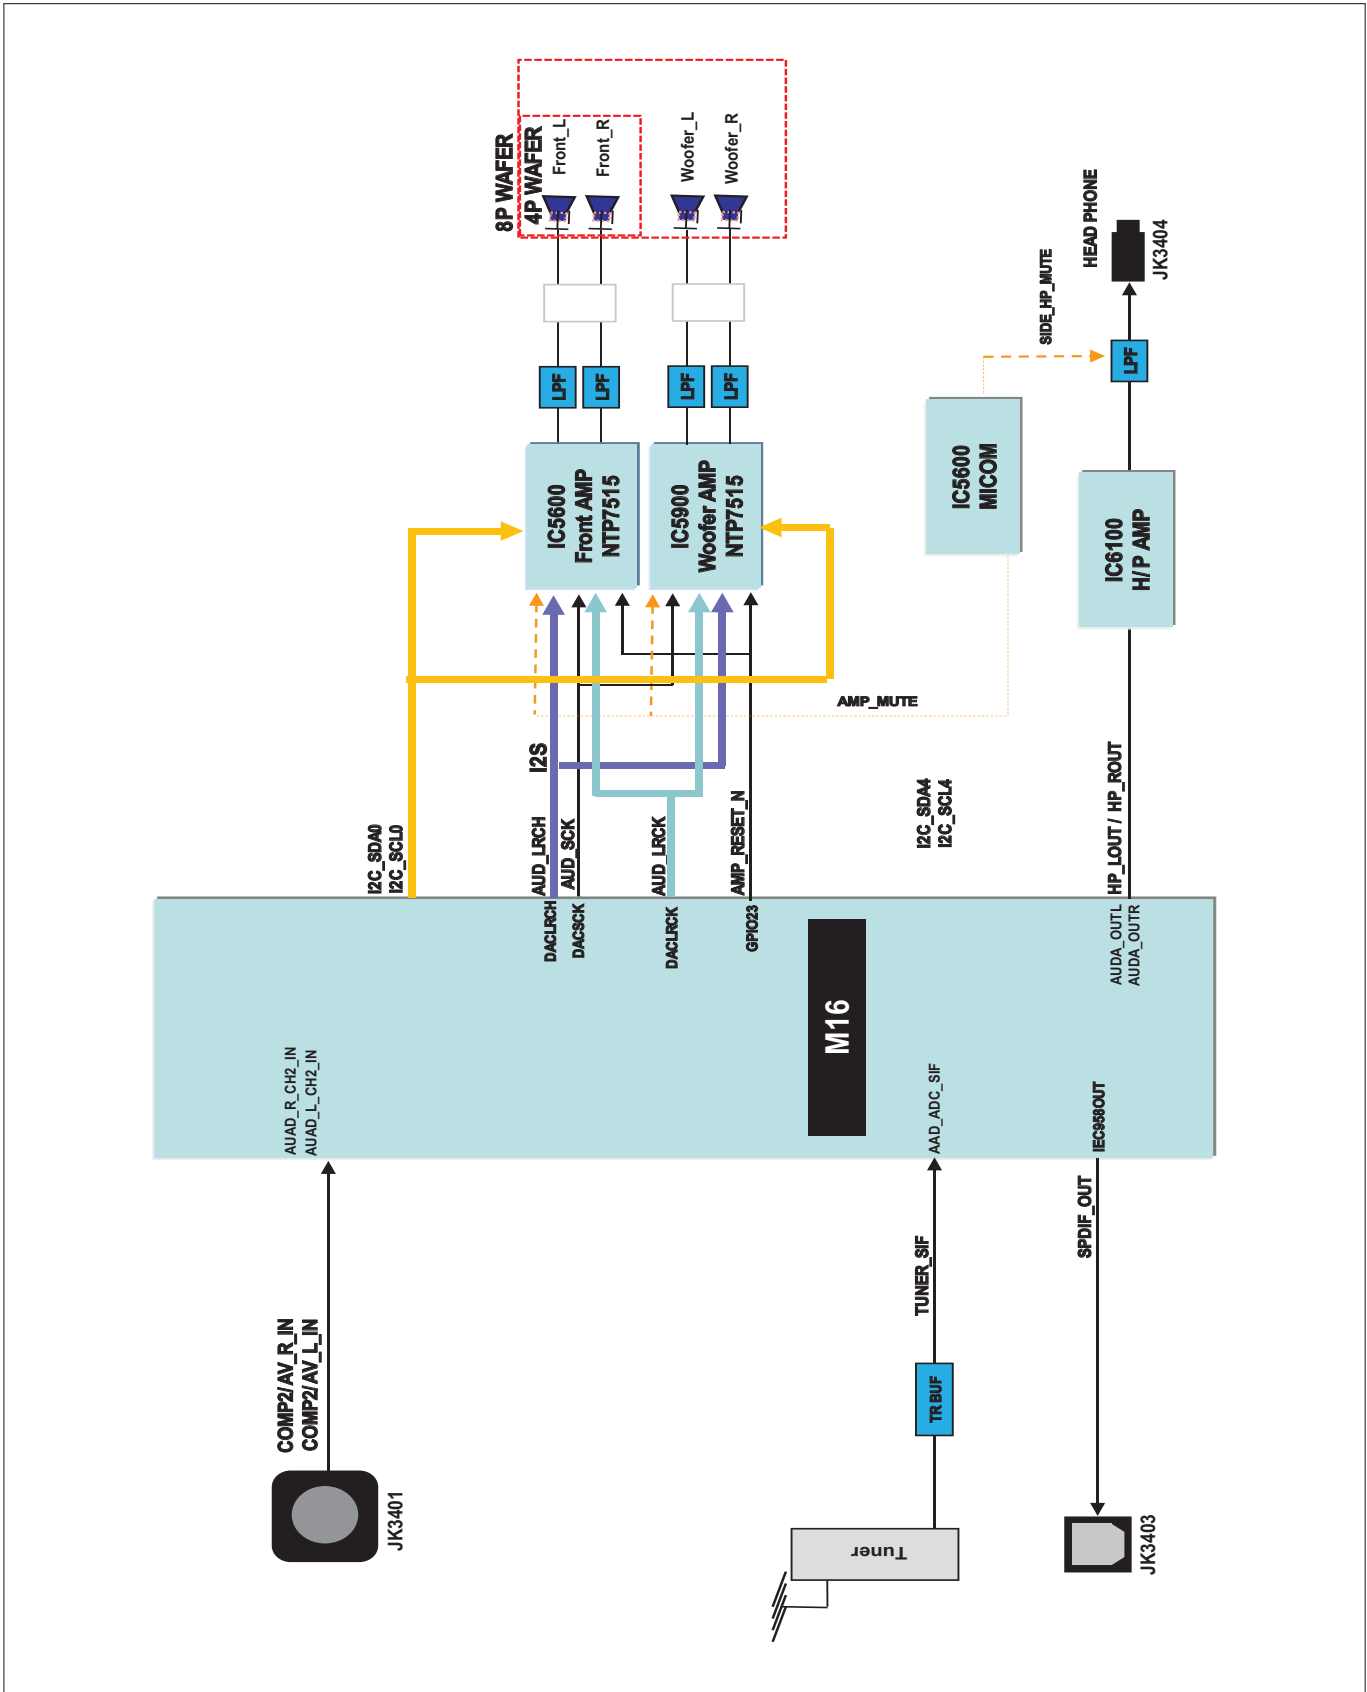 8P WAFER
4P WAFER
Front_L
Front_R
Woofer_L
Woofer_R
LPF
LPF
LPF
LPF
IC5600
Front AMP
NTP7515
IC5900
Woofer AMP
NTP7515
HEAD PHONE
JK3404
SIDE_HP_MUTE
LPF
IC5600
MICOM
IC6100
H/P AMP
AMP_MUTE
I2S
I2C_SDA0
I2C_SCL0
AUD_LRCH
AUD_SCK
AUD_LRCK
AMP_RESET_N
I2C_SDA4
I2C_SCL4
HP_LOUT / HP_ROUT
DACLRCH
DACSCK
DACLRCK
GPIO23
AUDA_OUTL
AUDA_OUTR
M16
AUAD_R_CH2_IN
AUAD_L_CH2_IN
AAD_ADC_SIF
IEC958OUT
COMP2/AV_R_IN
COMP2/AV_L_IN
JK3401
TUNER_SIF
TR BUF
Tuner
SPDIF_OUT
JK3403